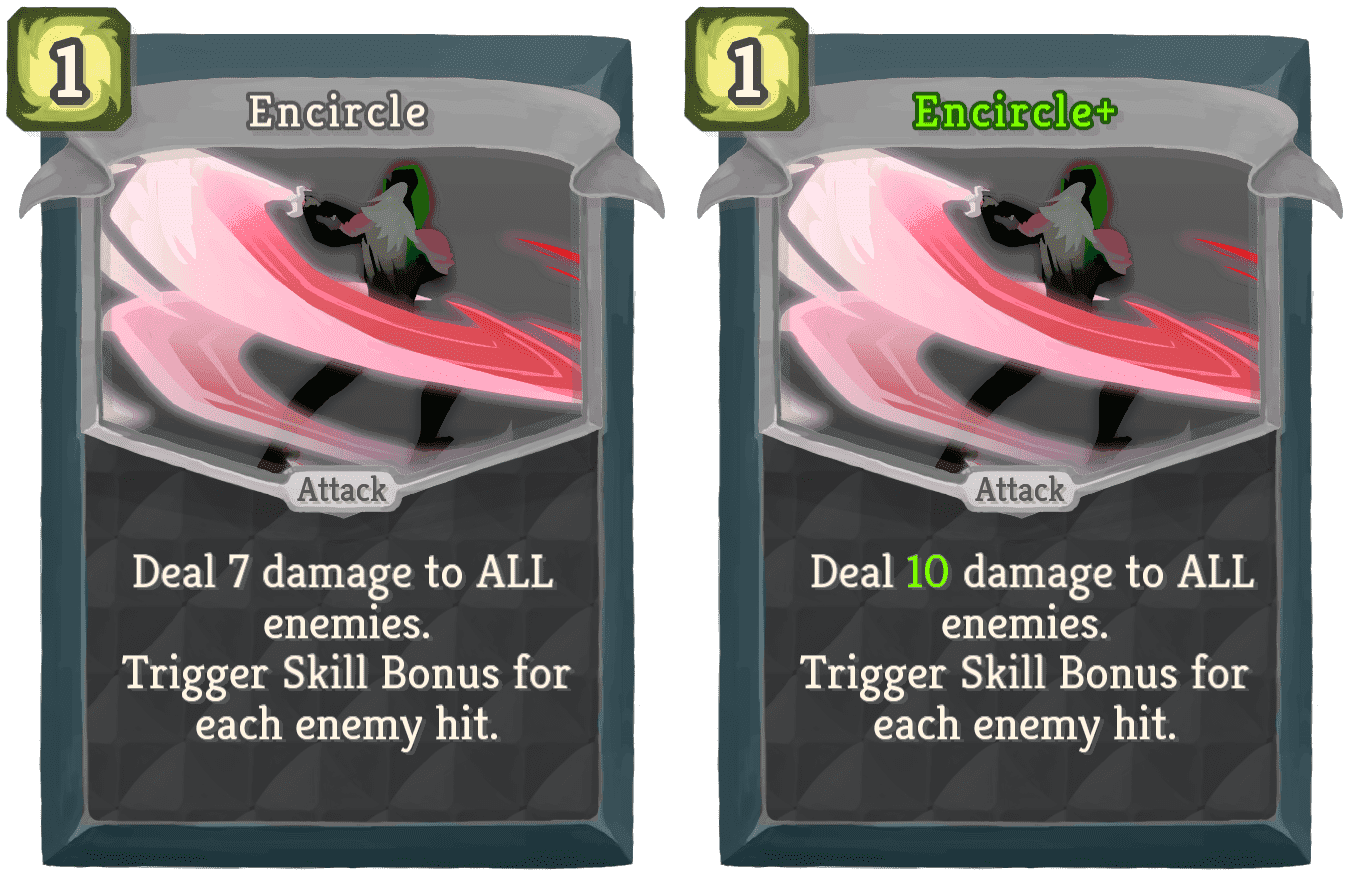 1
Encircle
Attack
Deal 7 damage to ALL
enemies.
Trigger Skill Bonus for
each enemy hit.
1
Encircle+
Attack
Deal 10 damage to ALL
enemies.
Trigger Skill Bonus for
each enemy hit.